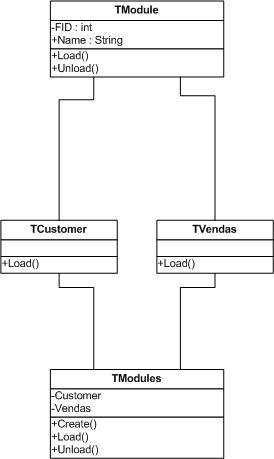 TModule
-FID : int
+Name : String
+Load()
+Unload()
TCustomer
+Load()
TVendas
+Load()
TModules
-Customer
-Vendas
+Create()
+Load()
+Unload()